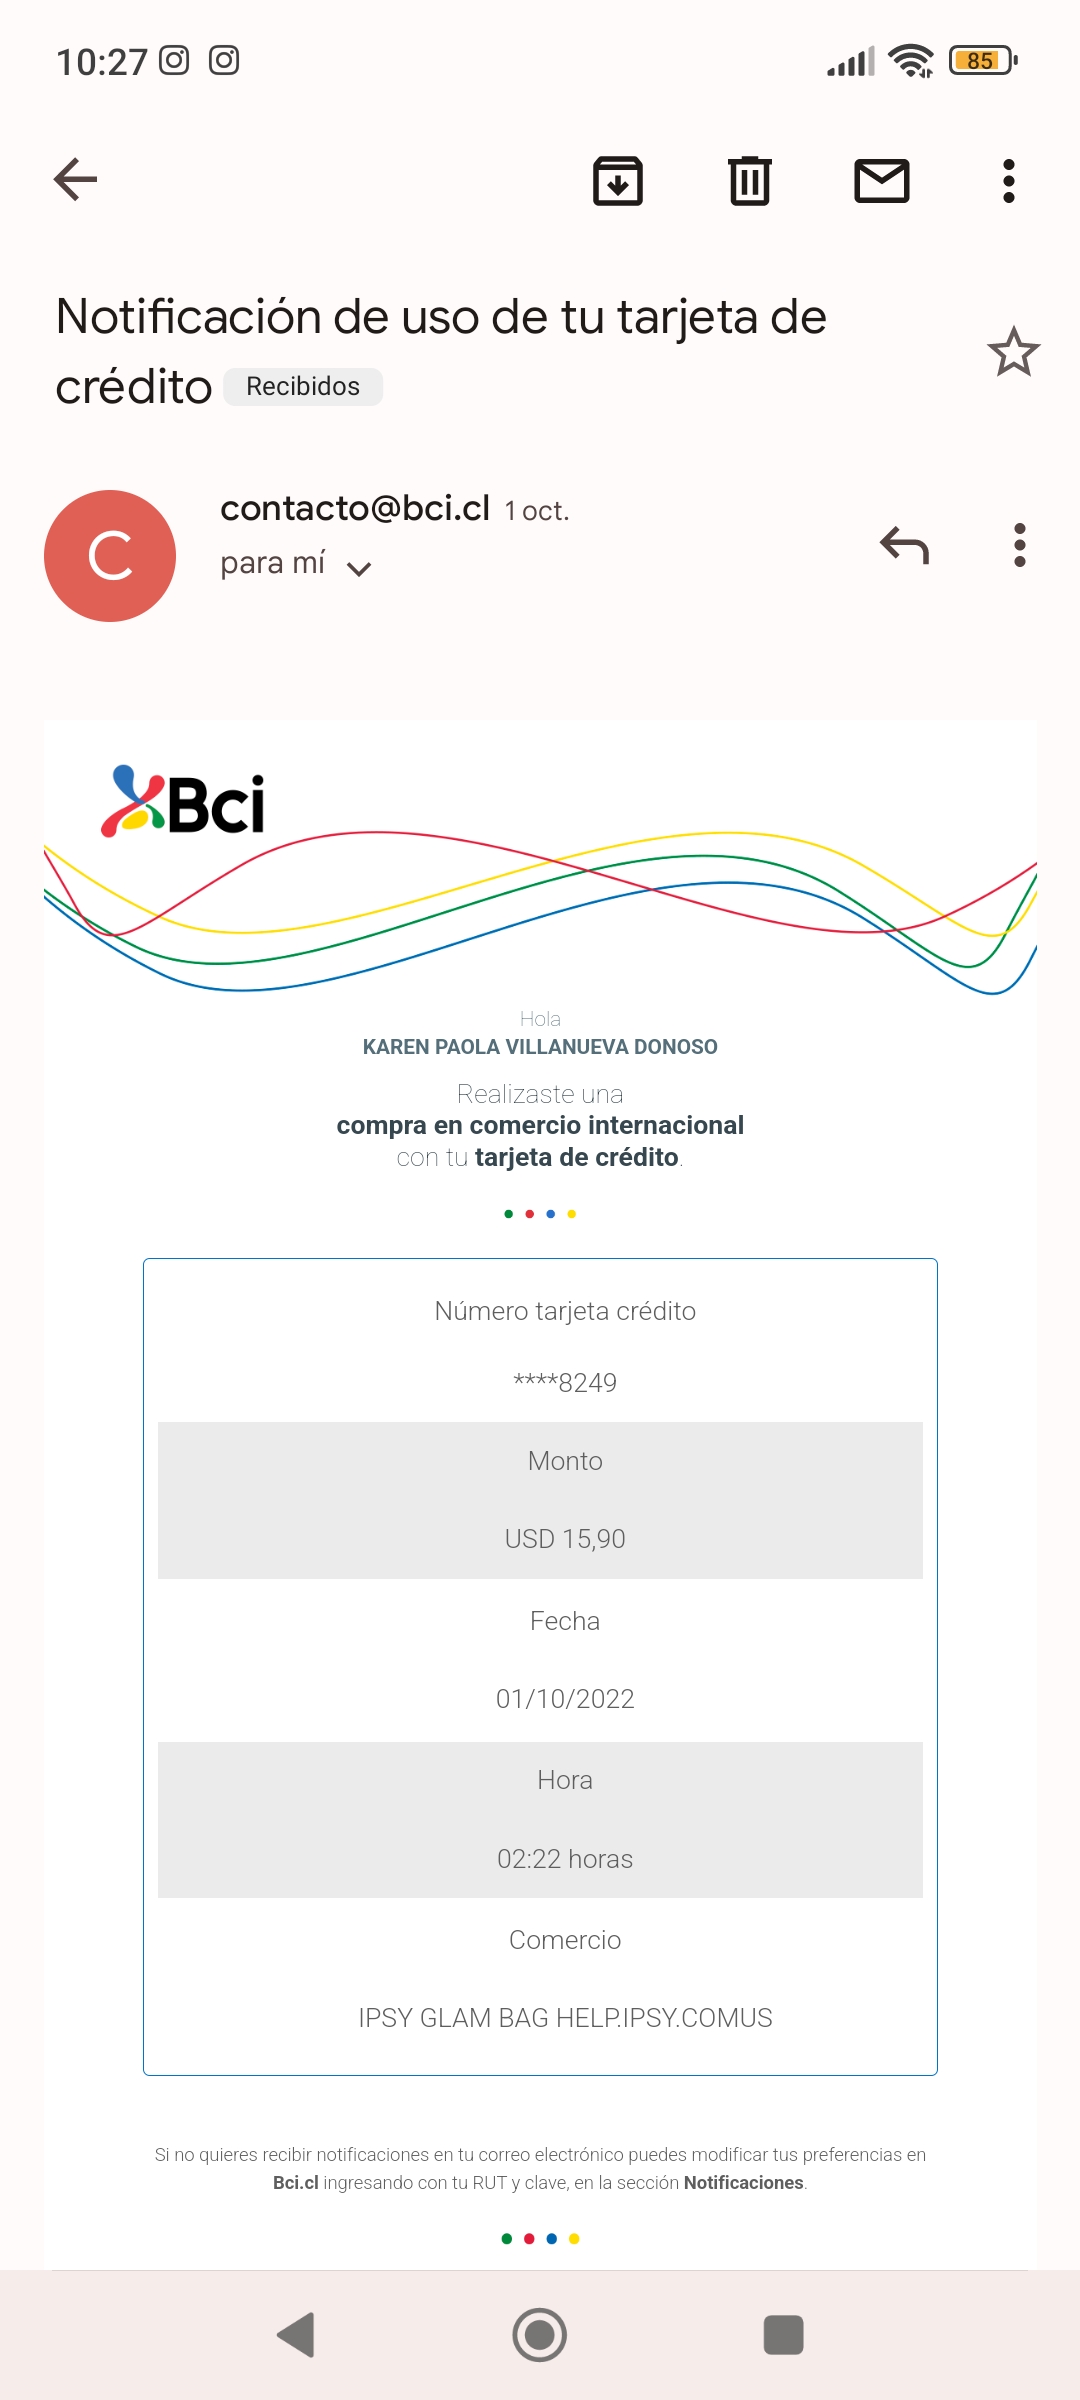 10:27
85
Notificación de uso de tu tarjeta de
crédito Recibidos
C
contacto@bci.cl 1 oct.
para mí
Bci
Hola
KAREN PAOLA VILLANUEVA DONOSO
Realizaste una
compra en comercio internacional
con tu tarjeta de crédito.
Número tarjeta crédito
****8249
Monto
USD 15,90
Fecha
01/10/2022
Hora
02:22 horas
Comercio
IPSY GLAM BAG HELP.IPSY.COMUS
Si no quieres recibir notificaciones en tu correo electrónico puedes modificar tus preferencias en
Bci.cl ingresando con tu RUT y clave, en la sección Notificaciones.